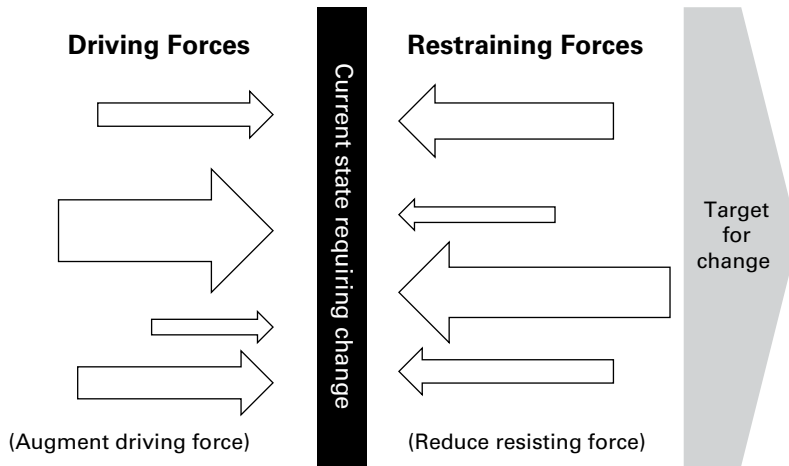 Driving Forces
Restraining Forces
Current state requiring change
Target
for
change
(Augment driving force)
(Reduce resisting force)